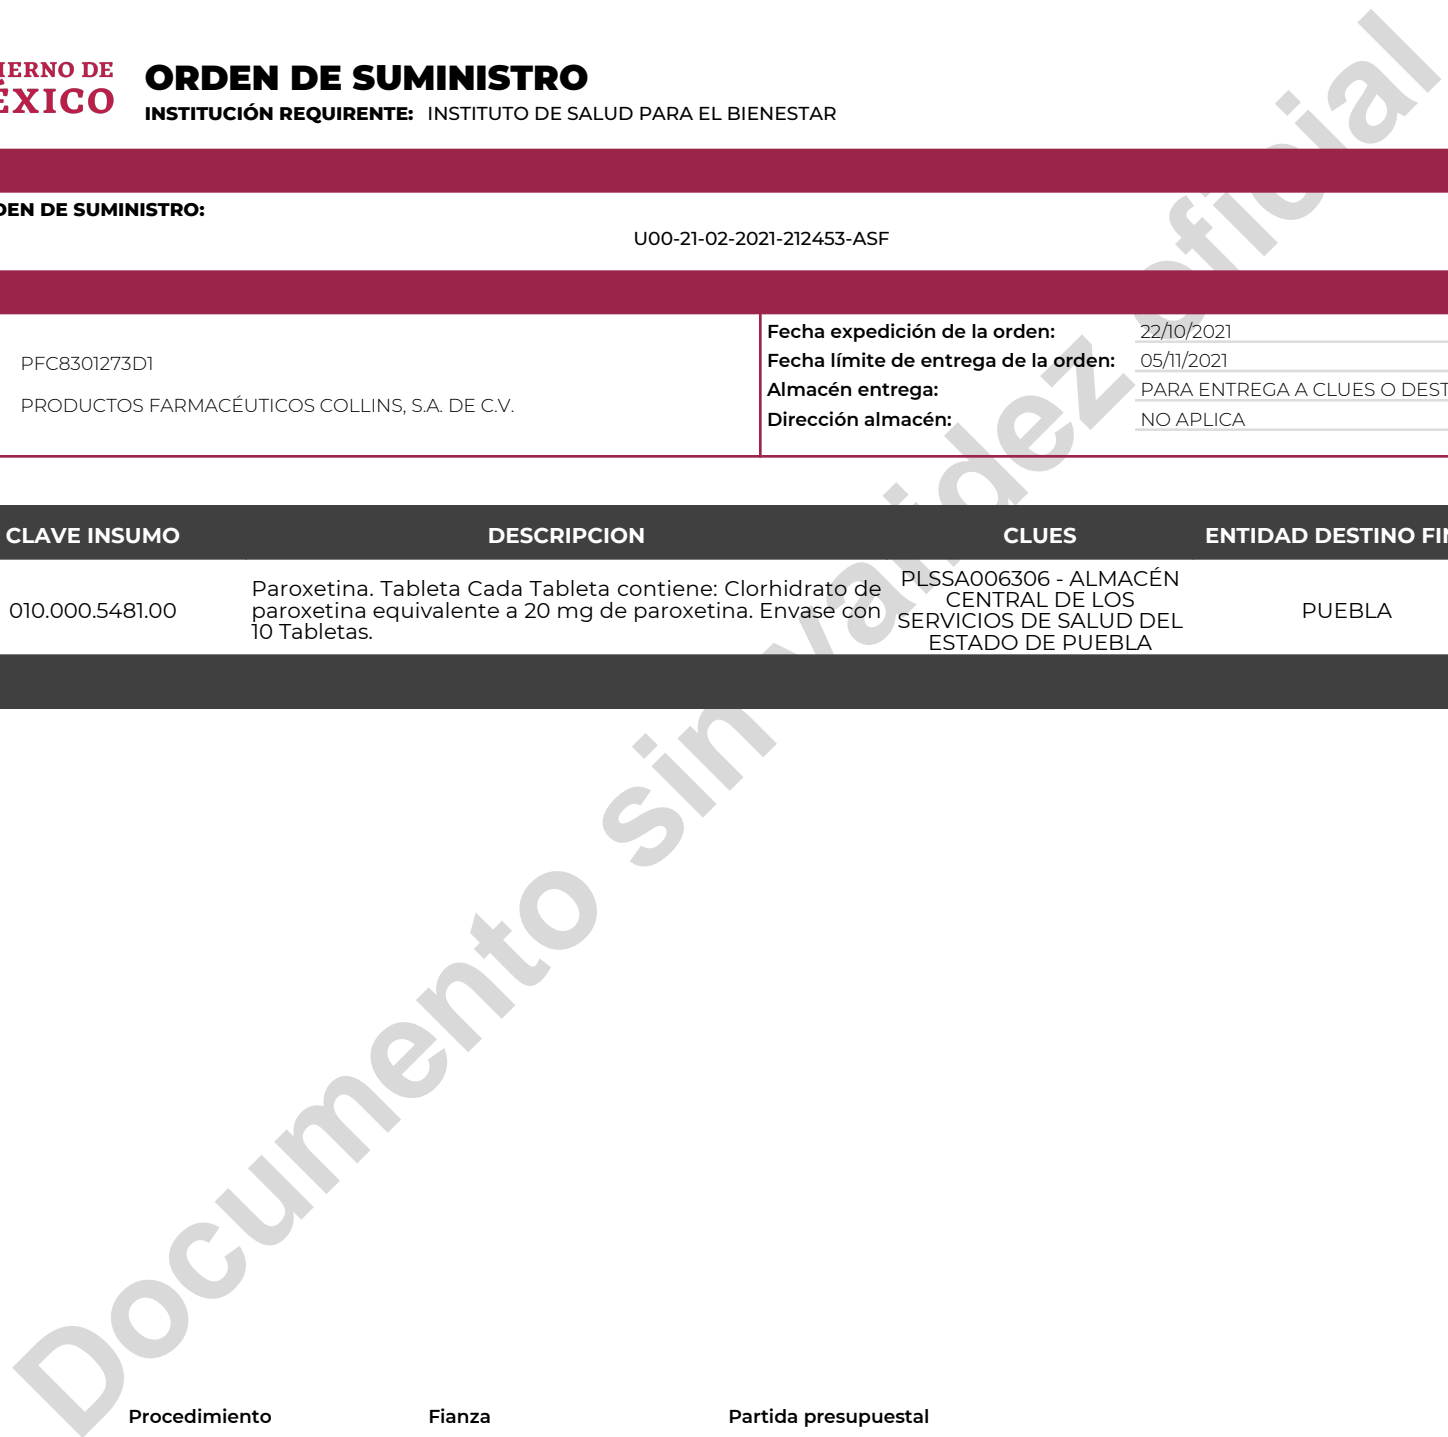 IERNO DE
ÉXICO
ORDEN DE SUMINISTRO
INSTITUCIÓN REQUIRENTE: INSTITUTO DE SALUD PARA EL BIENESTAR
DEN DE SUMINISTRO:
U00-21-02-2021-212453-ASF
PFC8301273D1
PRODUCTOS FARMACÉUTICOS COLLINS, S.A. DE C.V.
Fecha expedición de la orden: 22/10/2021
Fecha límite de entrega de la orden: 05/11/2021
Almacén entrega: PARA ENTREGA A CLUES O DEST
Dirección almacén: NO APLICA
CLAVE INSUMO DESCRIPCION CLUES ENTIDAD DESTINO FIN
010.000.5481.00
Paroxetina. Tableta Cada Tableta contiene: Clorhidrato de
paroxetina equivalente a 20 mg de paroxetina. Envase con
10 Tabletas.
PLSSA006306 - ALMACÉN
CENTRAL DE LOS
SERVICIOS DE SALUD DEL
ESTADO DE PUEBLA
PUEBLA
Documento sin validez oficial
Procedimiento Fianza Partida presupuestal